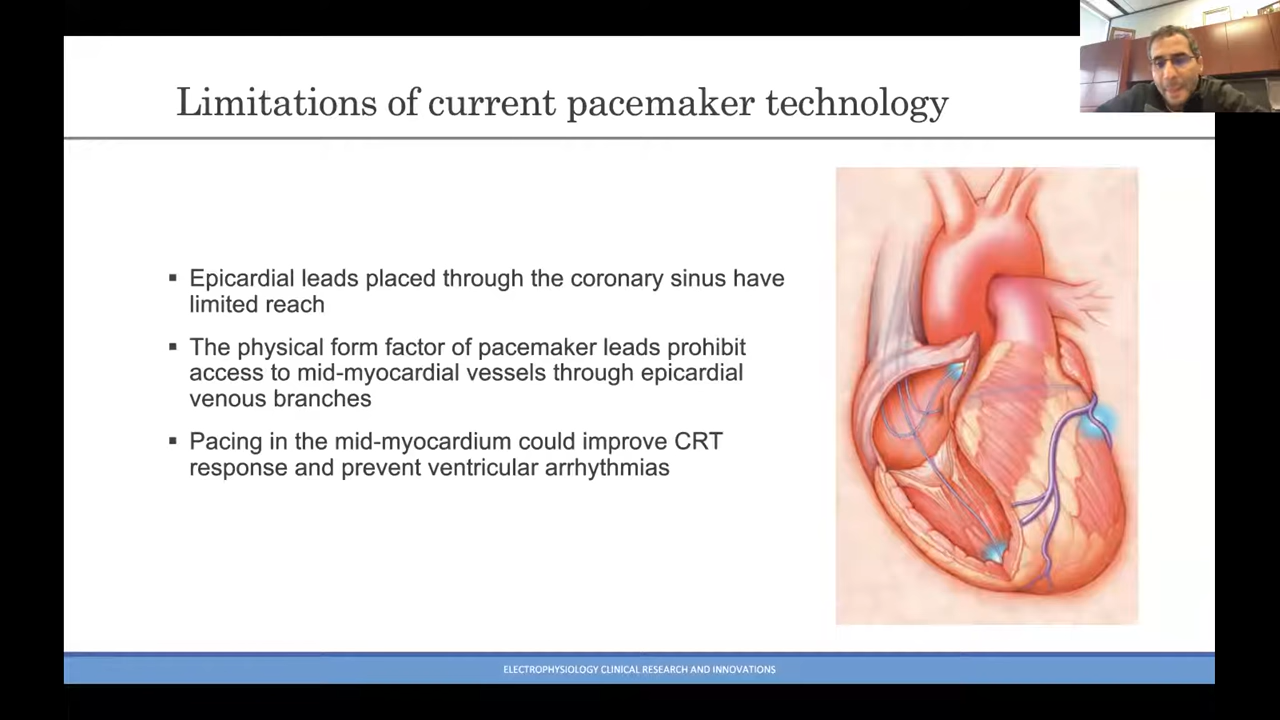 Limitations of current pacemaker technology
▪ Epicardial leads placed through the coronary sinus have
limited reach
▪ The physical form factor of pacemaker leads prohibit
access to mid-myocardial vessels through epicardial
venous branches
▪ Pacing in the mid-myocardium could improve CRT
response and prevent ventricular arrhythmias
ELECTROPHYSIOLOGY CLINICAL RESEARCH AND INNOVATIONS